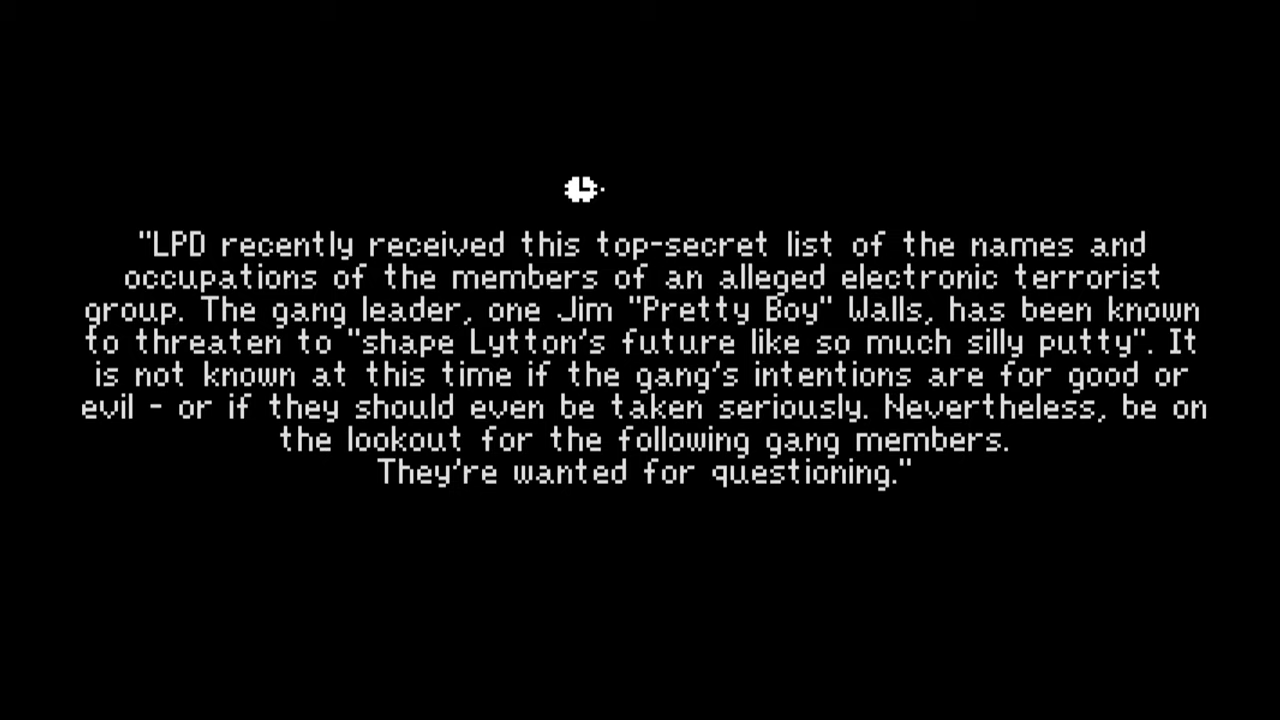 "LPD recently received this top-secret list of the names and
occupations of the members of an alleged electronic terrorist
group. The gang leader, one Jim "Pretty Boy" Walls, has been known
to threaten to "shape Lytton's future like so much silly putty". It
is not known at this time if the gang's intentions are for good or
evil - or if they should even be taken seriously. Nevertheless, be on
the lookout for the following gang members.
They're wanted for questioning."